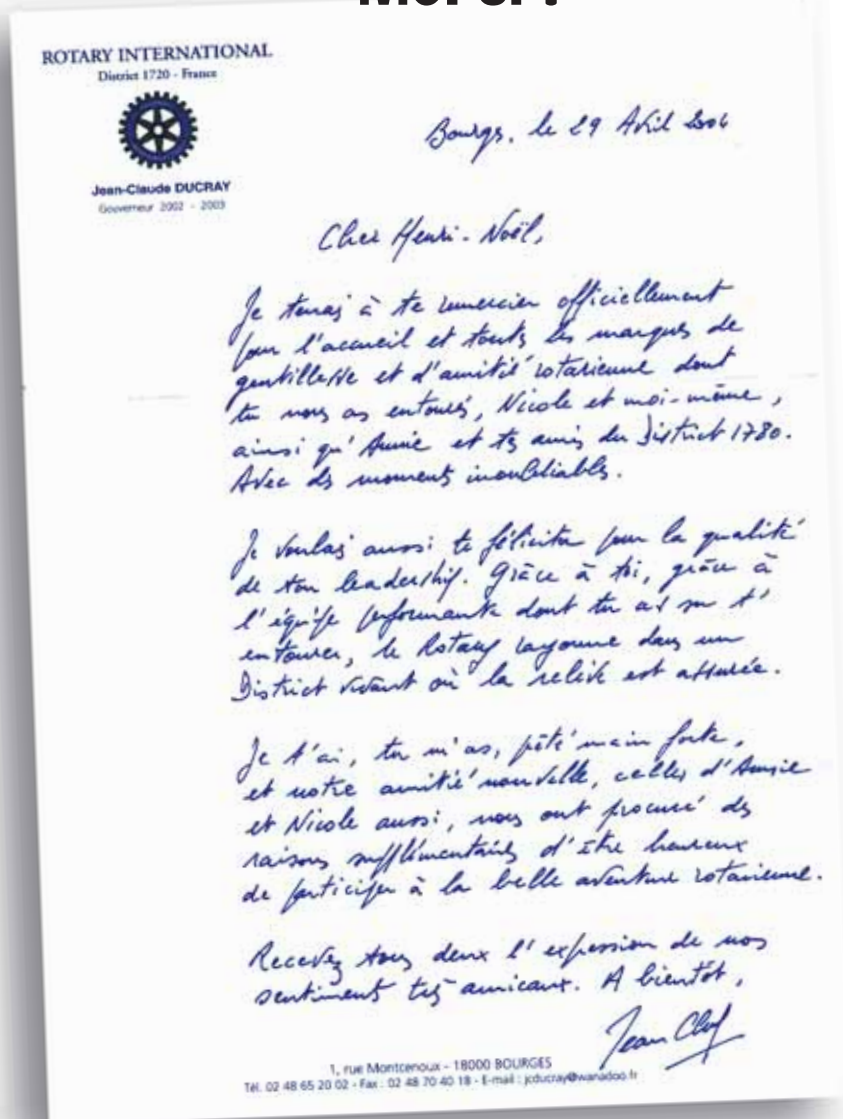 ROTARY INTERNATIONAL
District 1720 - France
Jean-Claude DUCRAY
Gouverneur 2002 - 2003
Bourges, le 29 Avril 2004
Cher Henri-Noël,
Je tenais à te remercier officiellement
pour l'accueil et toutes les marques de
gentillesse et d'amitié rotarienne dont
tu nous as entourés, Nicole et moi-même,
ainsi qu'Annie et tes amis du District 1780.
Avec des moments inoubliables.
Je voulais aussi te féliciter pour la qualité
de ton leadership. Grâce à toi, grâce à
l'équipe performante dont tu as su t'
entourer, le Rotary rayonne dans un
District vivant où la relève est assurée.
Je t'ai, tu m'as, prêté main forte,
et notre amitié nouvelle, celles d'Annie
et Nicole aussi, nous ont procuré des
raisons supplémentaires d'être heureux
de participer à la belle aventure rotarienne.
Recevez tous deux l'expression de nos
sentiments très amicaux. A bientôt,
Jean Claude
1, rue Montcenoux - 18000 BOURGES
Tél. 02 48 65 20 02 - Fax : 02 48 70 40 18 - E-mail : jcducray@wanadoo.fr